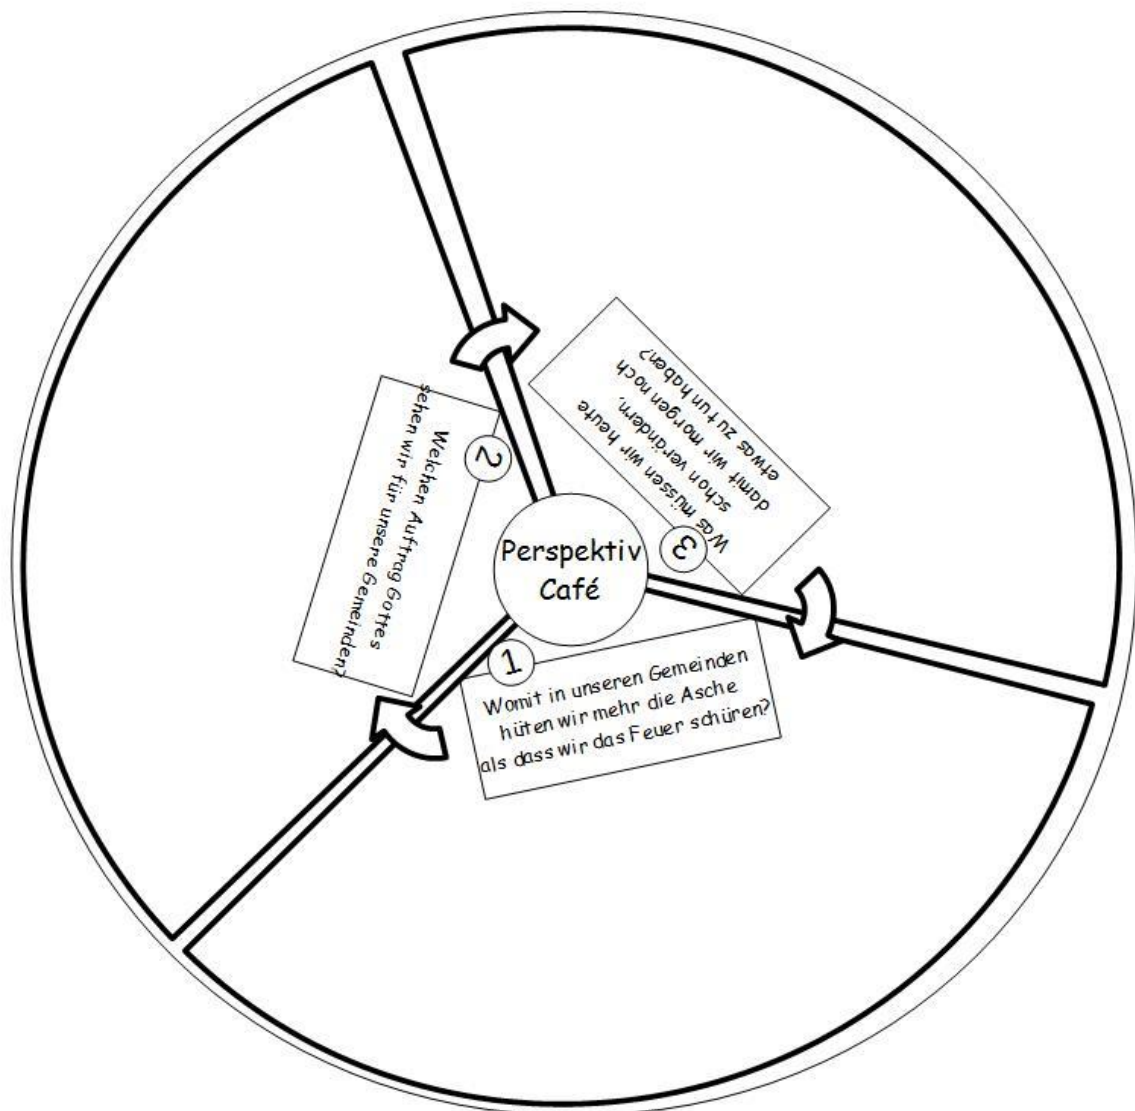 Perspektiv
Café
1
Womit in unseren Gemeinden
hüten wir mehr die Asche
als dass wir das Feuer schüren?
2
Welchen Auftrag Gottes
sehen wir für unsere Gemeinden?
3
Was müssen wir heute
schon verändern,
damit wir morgen noch
etwas zu tun haben?